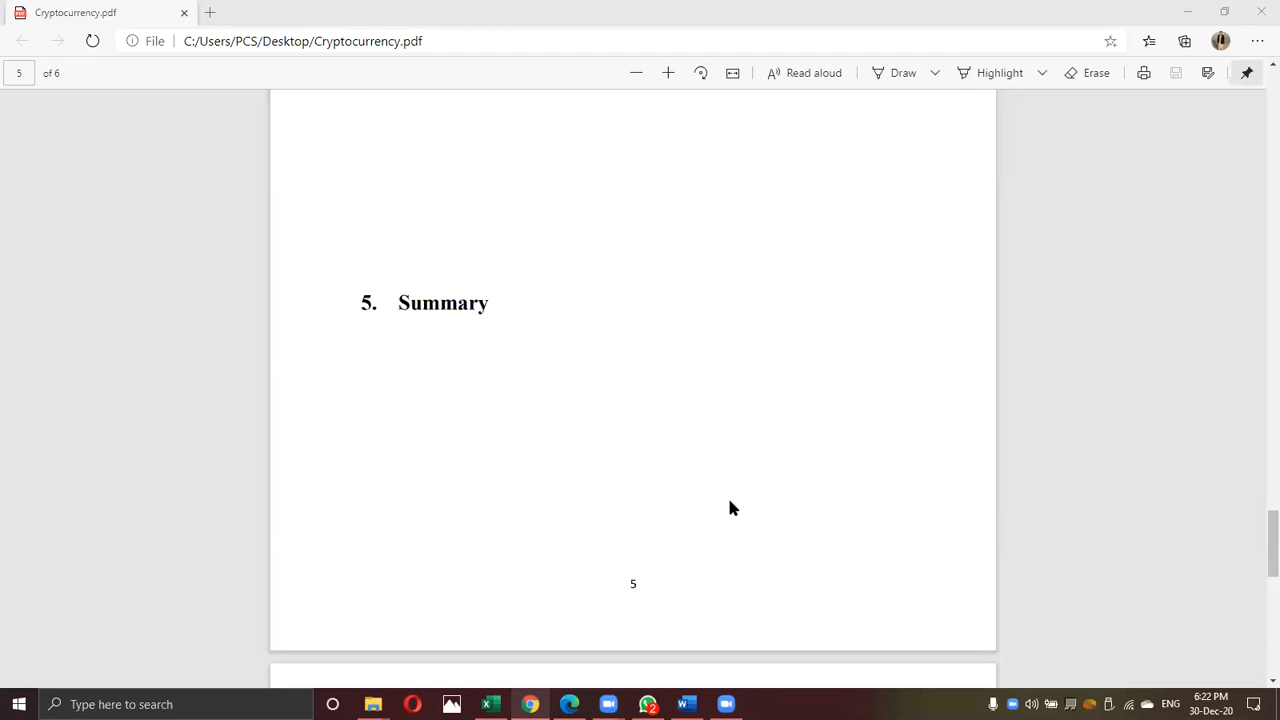 Cryptocurrency.pdf
File
C:/Users/PCS/Desktop/Cryptocurrency.pdf
5 of 6
Read aloud
Draw
Highlight
Erase
5. Summary
5
Type here to search
2
ENG
6:22 PM
30-Dec-20